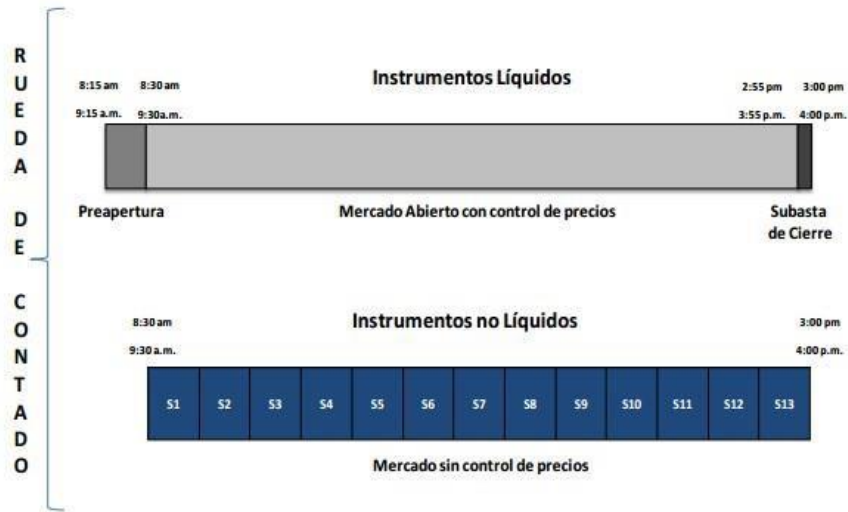 RUEDA DE CONTADO
Instrumentos Líquidos
8:15 am 8:30 am 2:55 pm 3:00 pm
9:15 a.m. 9:30a.m. 3:55 p.m. 4:00 p.m.
Preapertura Mercado Abierto con control de precios Subasta
de Cierre
Instrumentos no Líquidos
8:30 am 3:00 pm
9:30 a.m. 4:00 p.m.
S1 S2 S3 S4 S5 S6 S7 S8 S9 S10 S11 S12 S13
Mercado sin control de precios